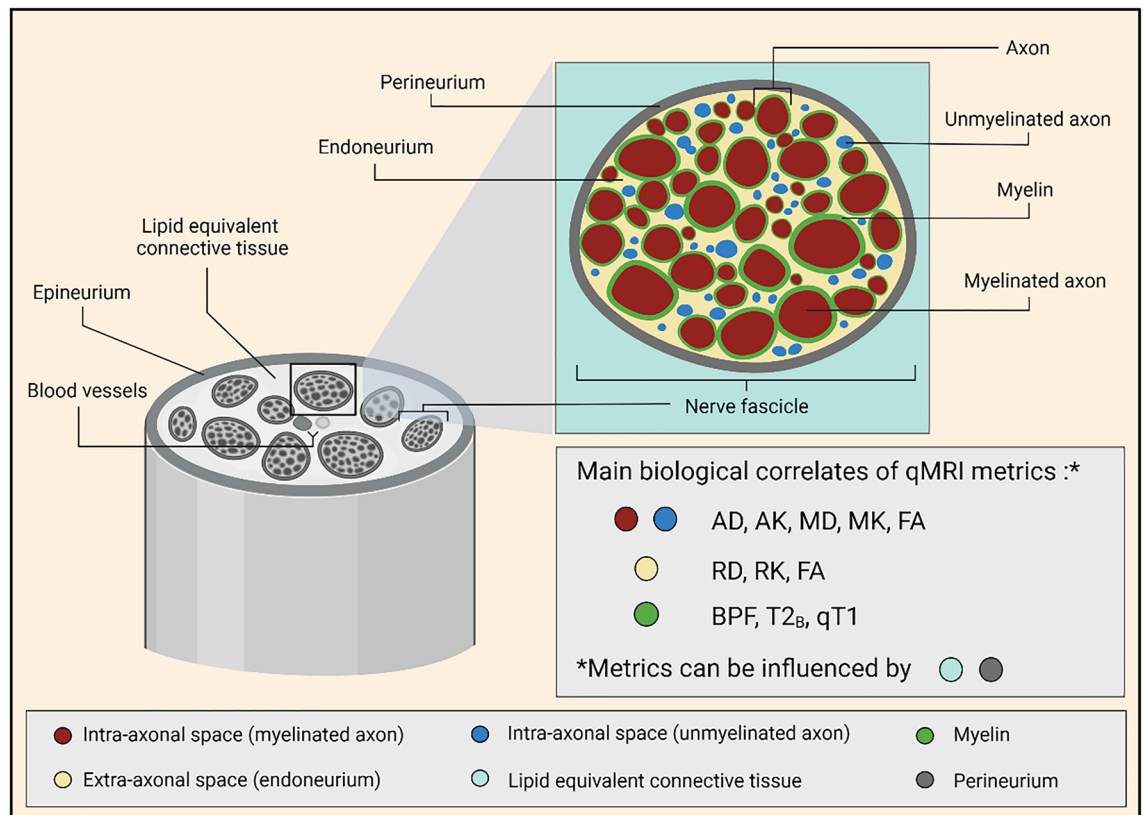 Axon
Perineurium
Unmyelinated axon
Endoneurium
Myelin
Lipid equivalent
connective tissue
Myelinated axon
Epineurium
Blood vessels
Nerve fascicle
Main biological correlates of qMRI metrics :*
AD, AK, MD, MK, FA
RD, RK, FA
BPF, T2B, qT1
*Metrics can be influenced by
Intra-axonal space (myelinated axon)
Intra-axonal space (unmyelinated axon)
Myelin
Extra-axonal space (endoneurium)
Lipid equivalent connective tissue
Perineurium